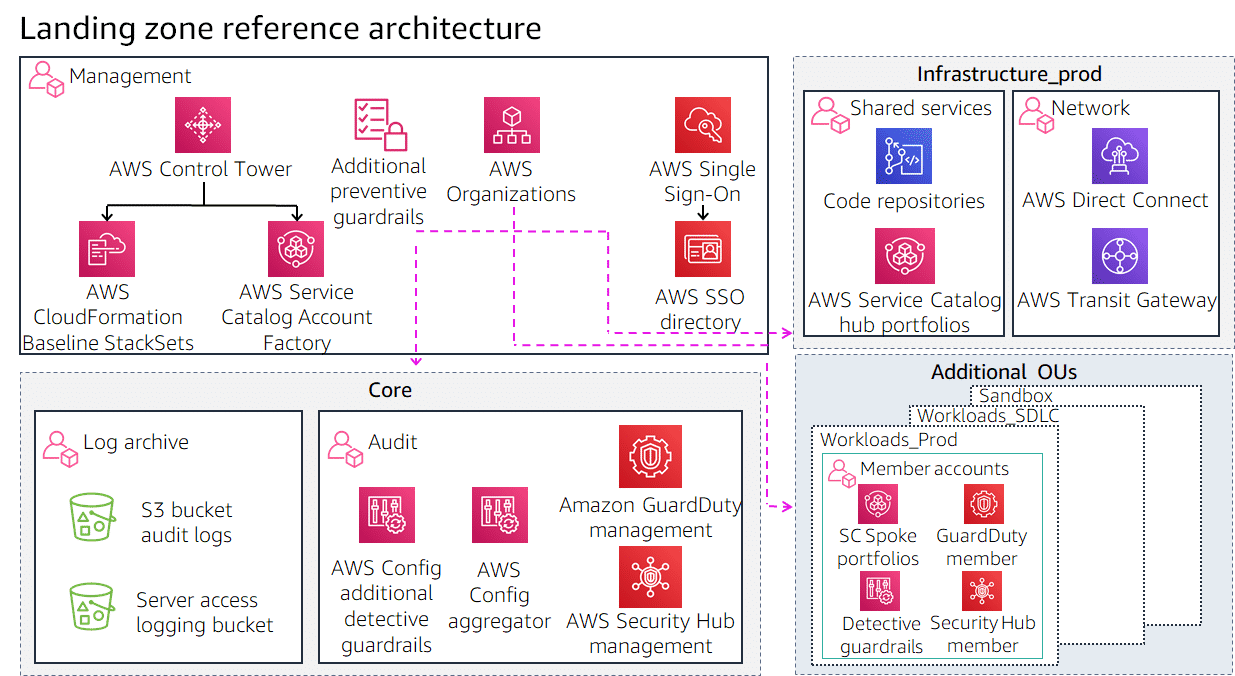 Landing zone reference architecture
Management
AWS Control Tower
Additional
preventive
guardrails
AWS
Organizations
AWS Single
Sign-On
AWS
CloudFormation
Baseline StackSets
AWS Service
Catalog Account
Factory
AWS SSO
directory
Infrastructure_prod
Shared services
Code repositories
AWS Service Catalog
hub portfolios
Network
AWS Direct Connect
AWS Transit Gateway
Core
Log archive
S3 bucket
audit logs
Server access
logging bucket
Audit
AWS Config
additional
detective
guardrails
AWS
Config
aggregator
Amazon GuardDuty
management
AWS Security Hub
management
Additional OUs
Sandbox
Workloads_SDLC
Workloads_Prod
Member accounts
SC Spoke
portfolios
GuardDuty
member
Detective
guardrails
Security Hub
member